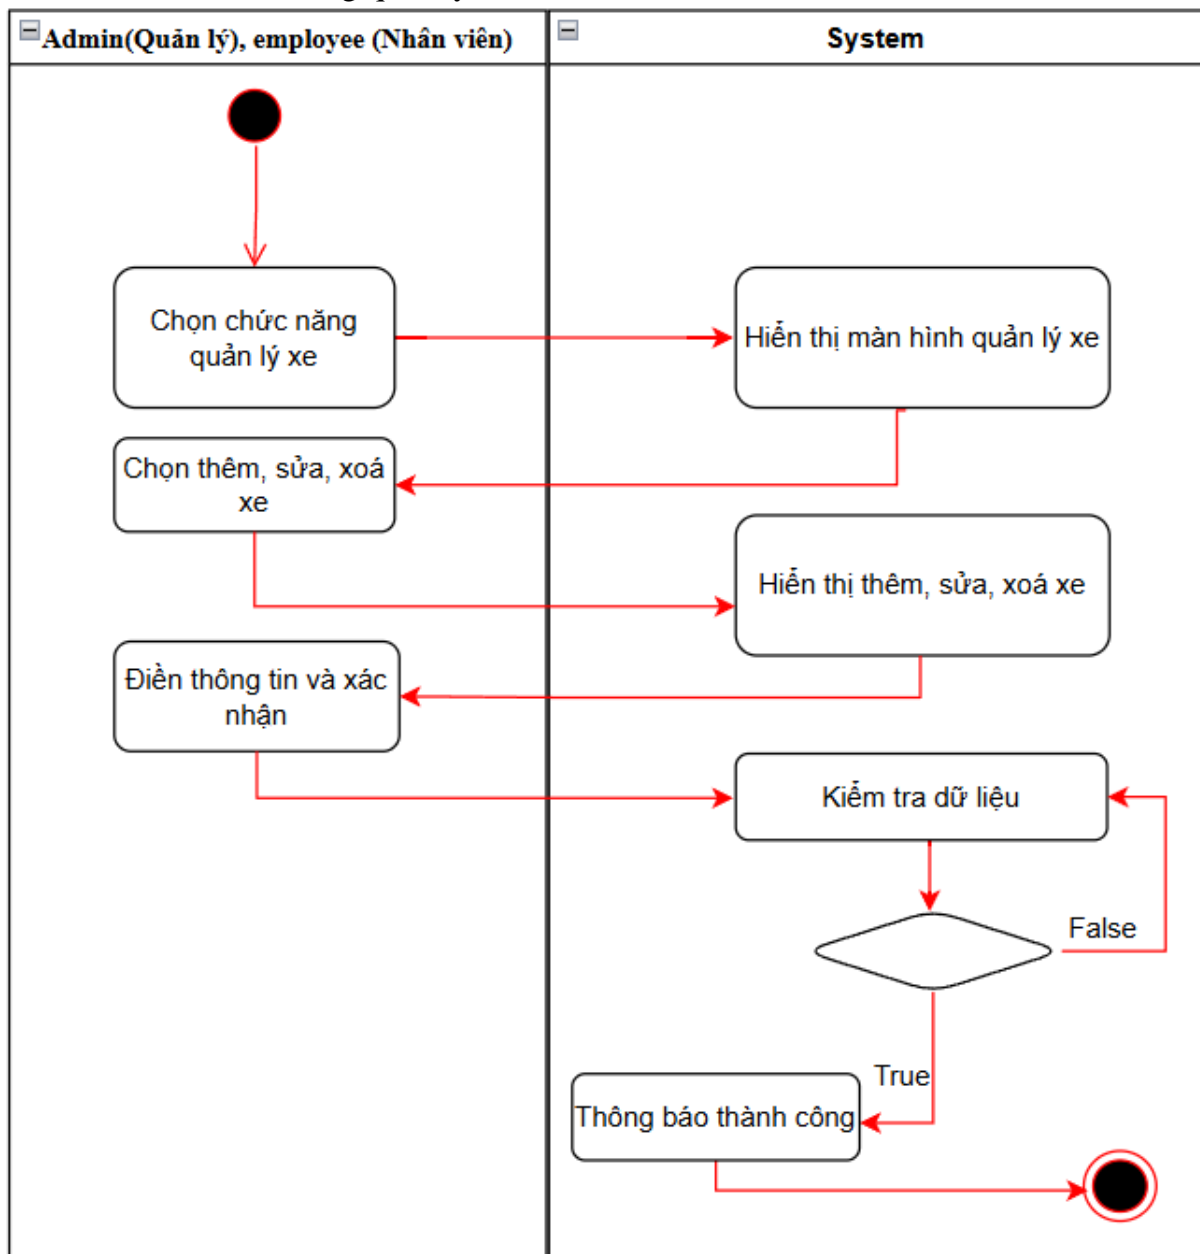 Admin(Quản lý), employee (Nhân viên)
System
Chọn chức năng
quản lý xe
Hiển thị màn hình quản lý xe
Chọn thêm, sửa, xoá
xe
Hiển thị thêm, sửa, xoá xe
Điền thông tin và xác
nhận
Kiểm tra dữ liệu
False
True
Thông báo thành công